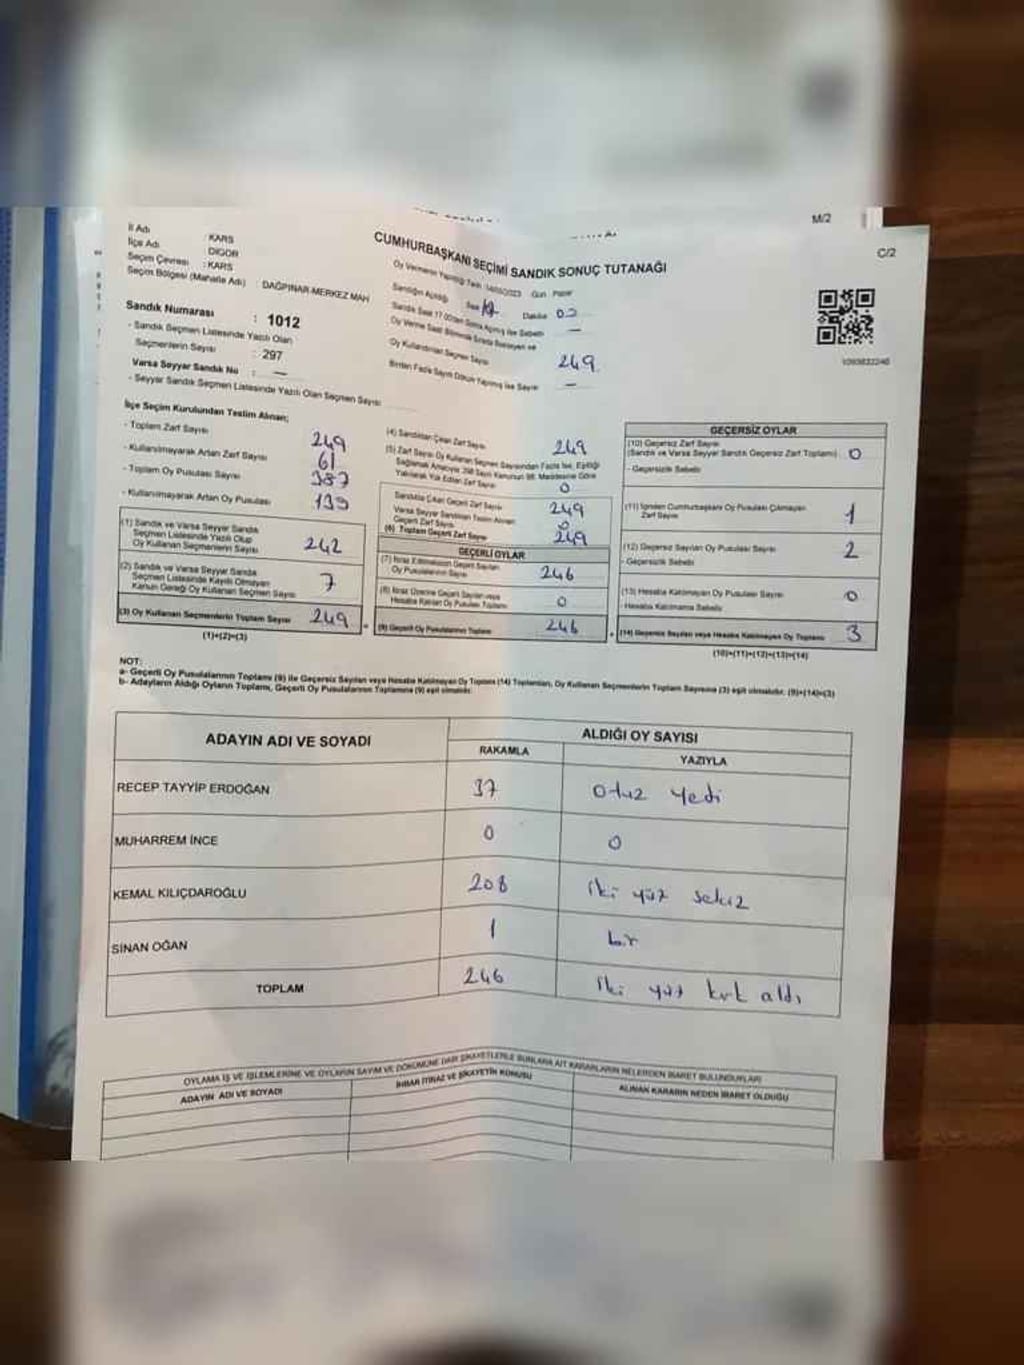 M/2
C/2
İl Adı : KARS
İlçe Adı : DİGOR
Seçim Çevresi : KARS
Seçim Bölgesi (Mahalle Adı) : DAĞPINAR-MERKEZ MAH
CUMHURBAŞKANI SEÇİMİ SANDIK SONUÇ TUTANAĞI
Oy Vermenin Yapıldığı Tarih : 14/05/2023 Gün : Pazar
Sandığın Açıldığı Saat 17 Dakika
Sandık Saat 17.00'den Sonra Açılmış İse Sebebi —
Oy Verme Saati Bitiminde Sırada Bekleyen ve
Oy Kullandırılan Seçmen Sayısı 249
Birden Fazla Sayım Döküm Yapılmış İse Sayısı —
Sandık Numarası : 1012
- Sandık Seçmen Listesinde Yazılı Olan
Seçmenlerin Sayısı : 297
Varsa Seyyar Sandık No : —
- Seyyar Sandık Seçmen Listesinde Yazılı Olan Seçmen Sayısı
İlçe Seçim Kurulundan Teslim Alınan;
- Toplam Zarf Sayısı 249
- Kullanılmayarak Artan Zarf Sayısı 61
- Toplam Oy Pusulası Sayısı 387
- Kullanılmayarak Artan Oy Pusulası 139
(1) Sandık ve Varsa Seyyar Sandık
Seçmen Listesinde Yazılı Olup
Oy Kullanan Seçmenlerin Sayısı 242
(2) Sandık ve Varsa Seyyar Sandık
Seçmen Listesinde Kayıtlı Olmayan
Kanun Gereği Oy Kullanan Seçmen Sayısı 7
(3) Oy Kullanan Seçmenlerin Toplam Sayısı 249
(1)+(2)=(3)
(4) Sandıktan Çıkan Zarf Sayısı 249
(5) Zarf Sayısı Oy Kullanan Seçmen Sayısından Fazla İse, Eşitliği
Sağlamak Amacıyla 298 Sayılı Kanunun 98. Maddesine Göre
Yakılarak Yok Edilen Zarf Sayısı 0
Sandıkta Çıkan Geçerli Zarf Sayısı 249
Varsa Seyyar Sandıktan Teslim Alınan
Geçerli Zarf Sayısı 0
(6) Toplam Geçerli Zarf Sayısı 249
GEÇERLİ OYLAR
(7) İtiraz Edilmeksizin Geçerli Sayılan
Oy Pusulalarının Sayısı 246
(8) İtiraz Üzerine Geçerli Sayılan veya
Hesaba Katılan Oy Pusulası Toplamı 0
(9) Geçerli Oy Pusulalarının Toplamı 246
GEÇERSİZ OYLAR
(10) Geçersiz Zarf Sayısı
(Sandık ve Varsa Seyyar Sandık Geçersiz Zarf Toplamı) 0
- Geçersizlik Sebebi
(11) İçinden Cumhurbaşkanı Oy Pusulası Çıkmayan
Zarf Sayısı 1
(12) Geçersiz Sayılan Oy Pusulası Sayısı 2
- Geçersizlik Sebebi
(13) Hesaba Katılmayan Oy Pusulası Sayısı 0
- Hesaba Katılmama Sebebi
(14) Geçersiz Sayılan veya Hesaba Katılmayan Oy Toplamı 3
(10)+(11)+(12)+(13)=(14)
NOT:
a- Geçerli Oy Pusulalarının Toplamı (9) ile Geçersiz Sayılan veya Hesaba Katılmayan Oy Toplamı (14) Toplamları, Oy Kullanan Seçmenlerin Toplam Sayısına (3) eşit olmalıdır. (9)+(14)=(3)
b- Adayların Aldığı Oyların Toplamı, Geçerli Oy Pusulalarının Toplamına (9) eşit olmalıdır.
ADAYIN ADI VE SOYADI
ALDIĞI OY SAYISI
RAKAMLA YAZIYLA
RECEP TAYYİP ERDOĞAN 37 otuz yedi
MUHARREM İNCE 0 0
KEMAL KILIÇDAROĞLU 208 iki yüz sekiz
SİNAN OĞAN 1 bir
TOPLAM 246 iki yüz kırk altı
OYLAMA İŞ VE İŞLEMLERİNE VE OYLARIN SAYIM VE DÖKÜMÜNE DAİR ŞİKAYETLERLE BUNLARA AİT KARARLARIN NELERDEN İBARET BULUNDUKLARI
ADAYIN ADI VE SOYADI
İHBAR İTİRAZ VE ŞİKAYETİN KONUSU
ALINAN KARARIN NEDEN İBARET OLDUĞU